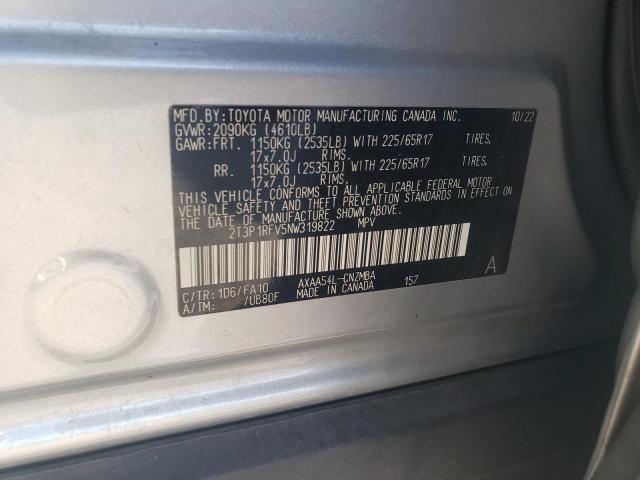 MFD.BY: TOYOTA MOTOR MANUFACTURING CANADA INC. 10/22
GVWR: 2090KG (4610LB)
GAWR: FRT. 1150KG (2535LB) WITH 225/65R17 TIRES.
17x7.0J RIMS.
RR. 1150KG (2535LB) WITH 225/65R17 TIRES.
17x7.0J RIMS.
THIS VEHICLE CONFORMS TO ALL APPLICABLE FEDERAL MOTOR
VEHICLE SAFETY AND THEFT PREVENTION STANDARDS IN EFFECT ON
THE DATE OF MANUFACTURE SHOWN ABOVE.
2T3P1RFV5NW319822 MPV
C/TR: 1D6/FA10 AXAA54L-CNZMBA 157 A
A/TM: /UB80F MADE IN CANADA